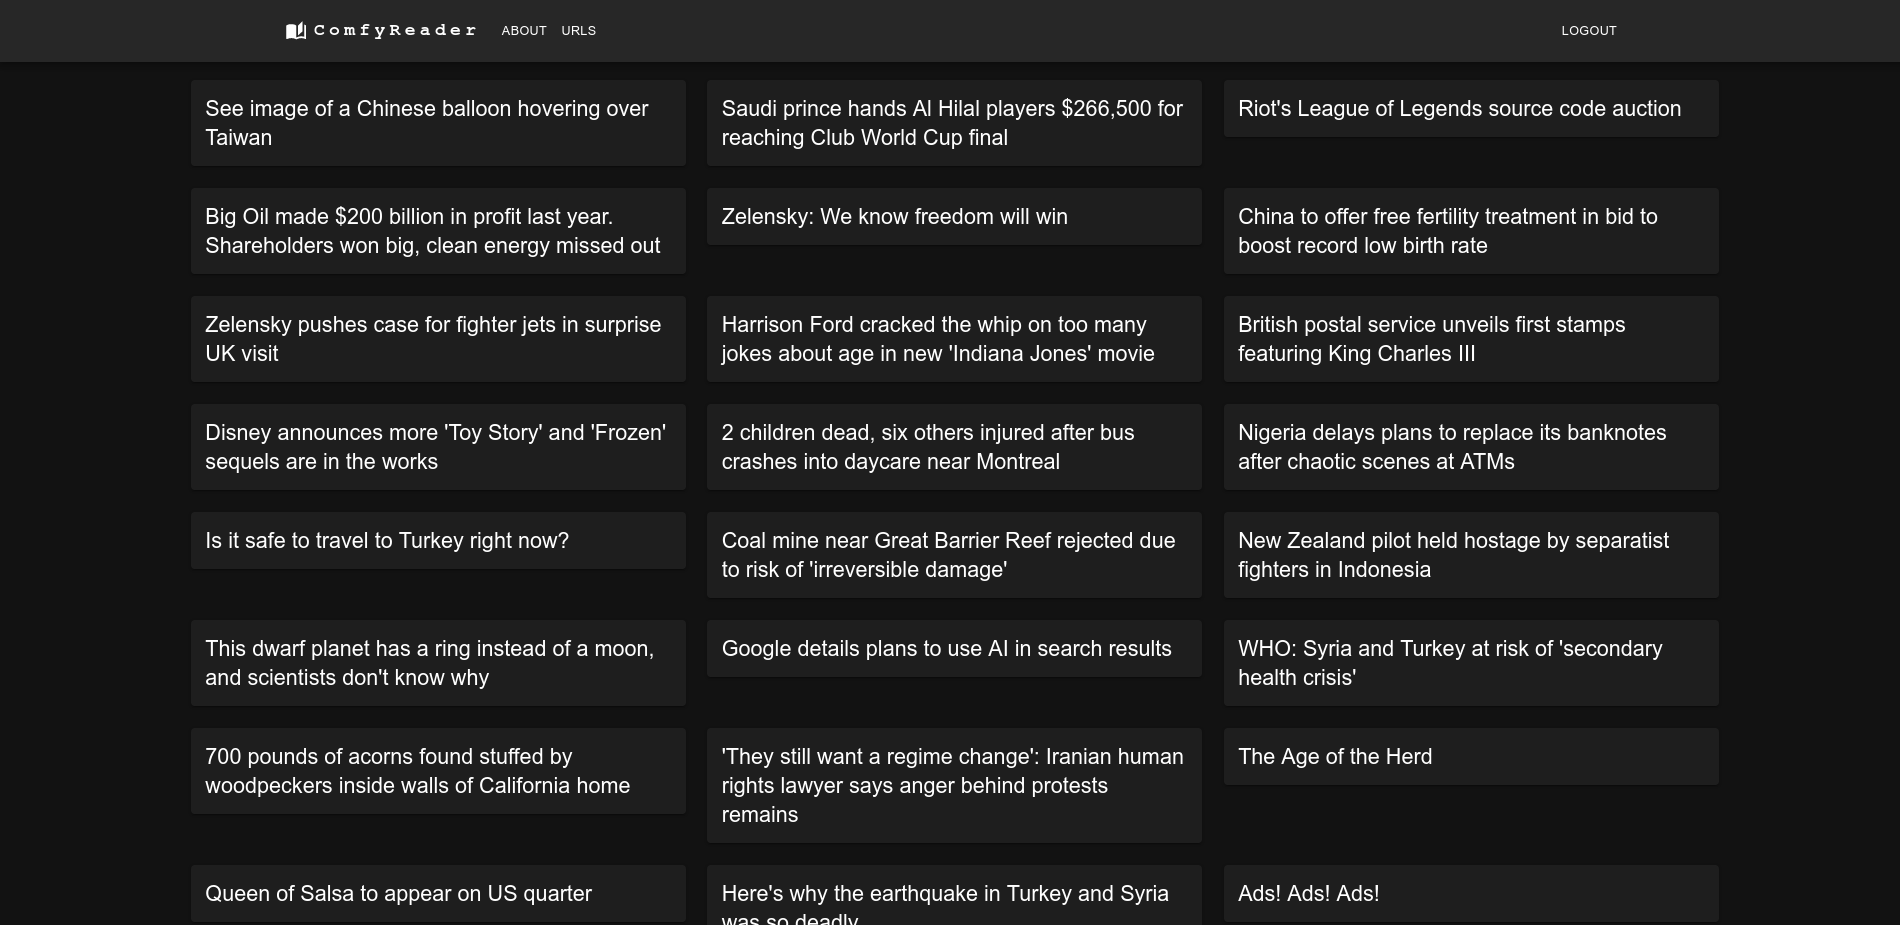 ComfyReader ABOUT URLS LOGOUT
See image of a Chinese balloon hovering over
Taiwan
Saudi prince hands Al Hilal players $266,500 for
reaching Club World Cup final
Riot's League of Legends source code auction
Big Oil made $200 billion in profit last year.
Shareholders won big, clean energy missed out
Zelensky: We know freedom will win
China to offer free fertility treatment in bid to
boost record low birth rate
Zelensky pushes case for fighter jets in surprise
UK visit
Harrison Ford cracked the whip on too many
jokes about age in new 'Indiana Jones' movie
British postal service unveils first stamps
featuring King Charles III
Disney announces more 'Toy Story' and 'Frozen'
sequels are in the works
2 children dead, six others injured after bus
crashes into daycare near Montreal
Nigeria delays plans to replace its banknotes
after chaotic scenes at ATMs
Is it safe to travel to Turkey right now?
Coal mine near Great Barrier Reef rejected due
to risk of 'irreversible damage'
New Zealand pilot held hostage by separatist
fighters in Indonesia
This dwarf planet has a ring instead of a moon,
and scientists don't know why
Google details plans to use AI in search results
WHO: Syria and Turkey at risk of 'secondary
health crisis'
700 pounds of acorns found stuffed by
woodpeckers inside walls of California home
'They still want a regime change': Iranian human
rights lawyer says anger behind protests
remains
The Age of the Herd
Queen of Salsa to appear on US quarter
Here's why the earthquake in Turkey and Syria
was so deadly
Ads! Ads! Ads!